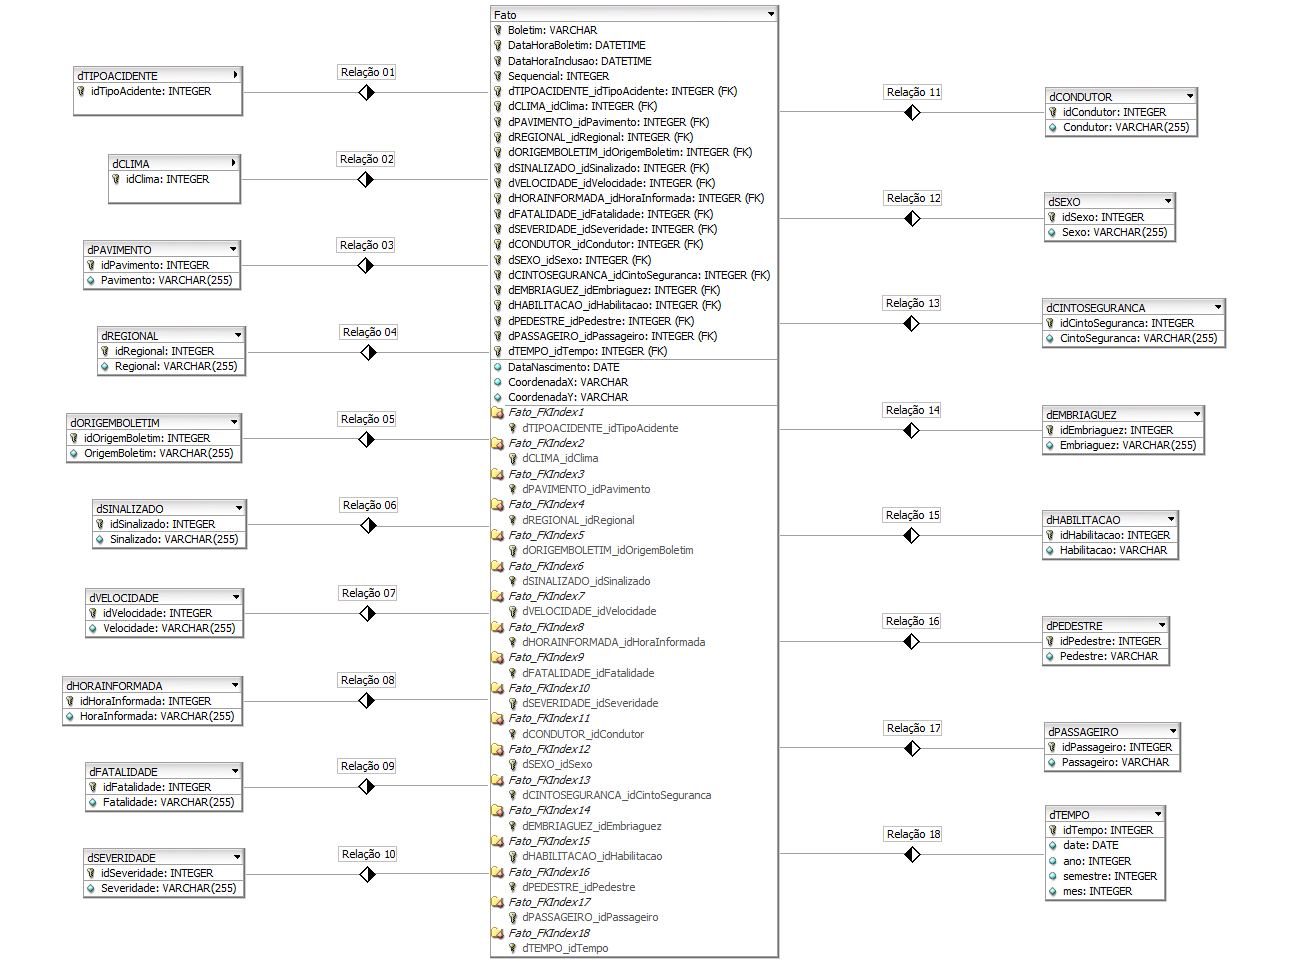 dTIPOACIDENTE
idTipoAcidente: INTEGER
dCLIMA
idClima: INTEGER
dPAVIMENTO
idPavimento: INTEGER
Pavimento: VARCHAR(255)
dREGIONAL
idRegional: INTEGER
Regional: VARCHAR(255)
dORIGEMBOLETIM
idOrigemBoletim: INTEGER
OrigemBoletim: VARCHAR(255)
dSINALIZADO
idSinalizado: INTEGER
Sinalizado: VARCHAR(255)
dVELOCIDADE
idVelocidade: INTEGER
Velocidade: VARCHAR(255)
dHORAINFORMADA
idHoraInformada: INTEGER
HoraInformada: VARCHAR(255)
dFATALIDADE
idFatalidade: INTEGER
Fatalidade: VARCHAR(255)
dSEVERIDADE
idSeveridade: INTEGER
Severidade: VARCHAR(255)
Relação 01
Relação 02
Relação 03
Relação 04
Relação 05
Relação 06
Relação 07
Relação 08
Relação 09
Relação 10
Fato
Boletim: VARCHAR
DataHoraBoletim: DATETIME
DataHoraInclusao: DATETIME
Sequencial: INTEGER
dTIPOACIDENTE_idTipoAcidente: INTEGER (FK)
dCLIMA_idClima: INTEGER (FK)
dPAVIMENTO_idPavimento: INTEGER (FK)
dREGIONAL_idRegional: INTEGER (FK)
dORIGEMBOLETIM_idOrigemBoletim: INTEGER (FK)
dSINALIZADO_idSinalizado: INTEGER (FK)
dVELOCIDADE_idVelocidade: INTEGER (FK)
dHORAINFORMADA_idHoraInformada: INTEGER (FK)
dFATALIDADE_idFatalidade: INTEGER (FK)
dSEVERIDADE_idSeveridade: INTEGER (FK)
dCONDUTOR_idCondutor: INTEGER (FK)
dSEXO_idSexo: INTEGER (FK)
dCINTOSEGURANCA_idCintoSeguranca: INTEGER (FK)
dEMBRIAGUEZ_idEmbriaguez: INTEGER (FK)
dHABILITACAO_idHabilitacao: INTEGER (FK)
dPEDESTRE_idPedestre: INTEGER (FK)
dPASSAGEIRO_idPassageiro: INTEGER (FK)
dTEMPO_idTempo: INTEGER (FK)
DataNascimento: DATE
CoordenadaX: VARCHAR
CoordenadaY: VARCHAR
Fato_FKIndex1
dTIPOACIDENTE_idTipoAcidente
Fato_FKIndex2
dCLIMA_idClima
Fato_FKIndex3
dPAVIMENTO_idPavimento
Fato_FKIndex4
dREGIONAL_idRegional
Fato_FKIndex5
dORIGEMBOLETIM_idOrigemBoletim
Fato_FKIndex6
dSINALIZADO_idSinalizado
Fato_FKIndex7
dVELOCIDADE_idVelocidade
Fato_FKIndex8
dHORAINFORMADA_idHoraInformada
Fato_FKIndex9
dFATALIDADE_idFatalidade
Fato_FKIndex10
dSEVERIDADE_idSeveridade
Fato_FKIndex11
dCONDUTOR_idCondutor
Fato_FKIndex12
dSEXO_idSexo
Fato_FKIndex13
dCINTOSEGURANCA_idCintoSeguranca
Fato_FKIndex14
dEMBRIAGUEZ_idEmbriaguez
Fato_FKIndex15
dHABILITACAO_idHabilitacao
Fato_FKIndex16
dPEDESTRE_idPedestre
Fato_FKIndex17
dPASSAGEIRO_idPassageiro
Fato_FKIndex18
dTEMPO_idTempo
Relação 11
Relação 12
Relação 13
Relação 14
Relação 15
Relação 16
Relação 17
Relação 18
dCONDUTOR
idCondutor: INTEGER
Condutor: VARCHAR(255)
dSEXO
idSexo: INTEGER
Sexo: VARCHAR(255)
dCINTOSEGURANCA
idCintoSeguranca: INTEGER
CintoSeguranca: VARCHAR(255)
dEMBRIAGUEZ
idEmbriaguez: INTEGER
Embriaguez: VARCHAR(255)
dHABILITACAO
idHabilitacao: INTEGER
Habilitacao: VARCHAR
dPEDESTRE
idPedestre: INTEGER
Pedestre: VARCHAR
dPASSAGEIRO
idPassageiro: INTEGER
Passageiro: VARCHAR
dTEMPO
idTempo: INTEGER
date: DATE
ano: INTEGER
semestre: INTEGER
mes: INTEGER